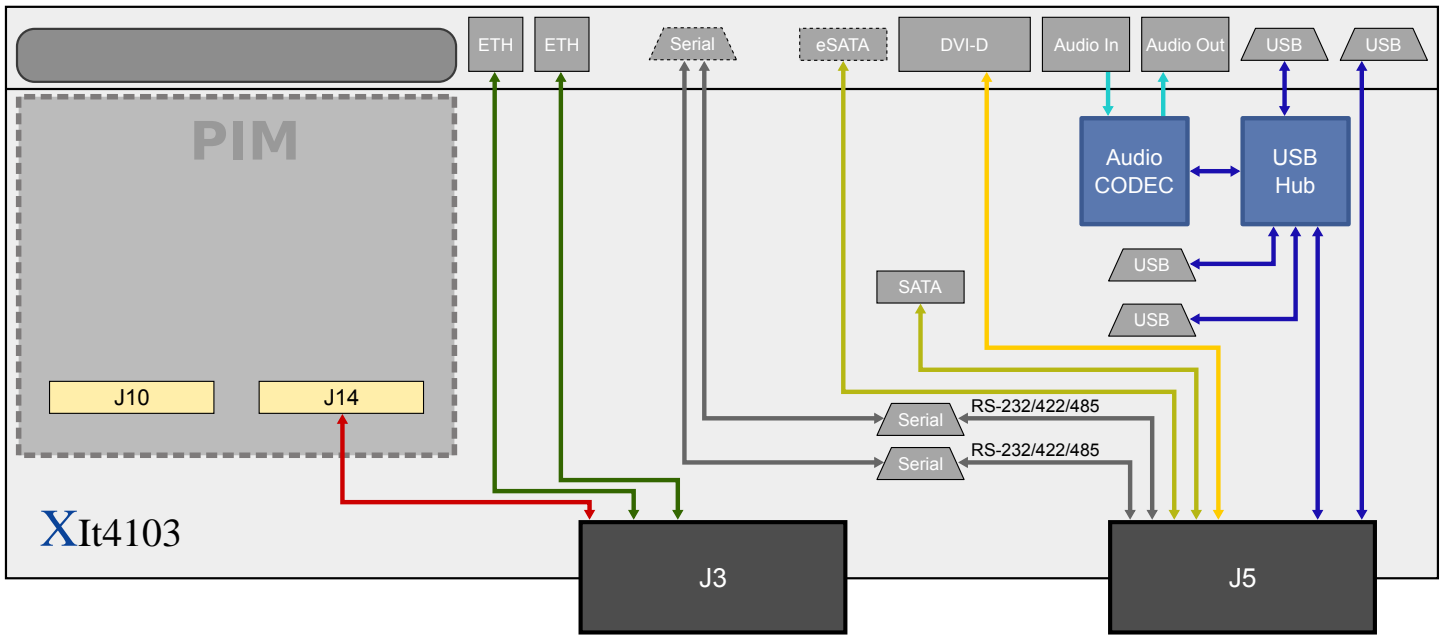 ETH
ETH
Serial
eSATA
DVI-D
Audio In
Audio Out
USB
USB
PIM
Audio
CODEC
USB
Hub
USB
SATA
USB
J10
J14
RS-232/422/485
Serial
RS-232/422/485
Serial
XIt4103
J3
J5